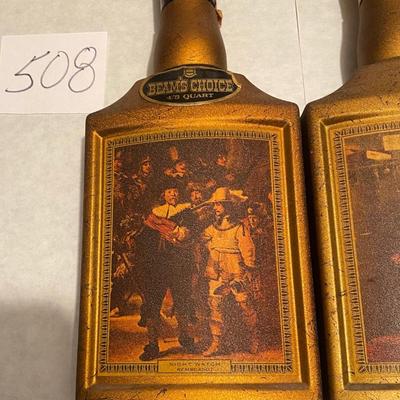 508
BEAM'S CHOICE
4/5 QUART
NIGHT WATCH
REMBRANDT